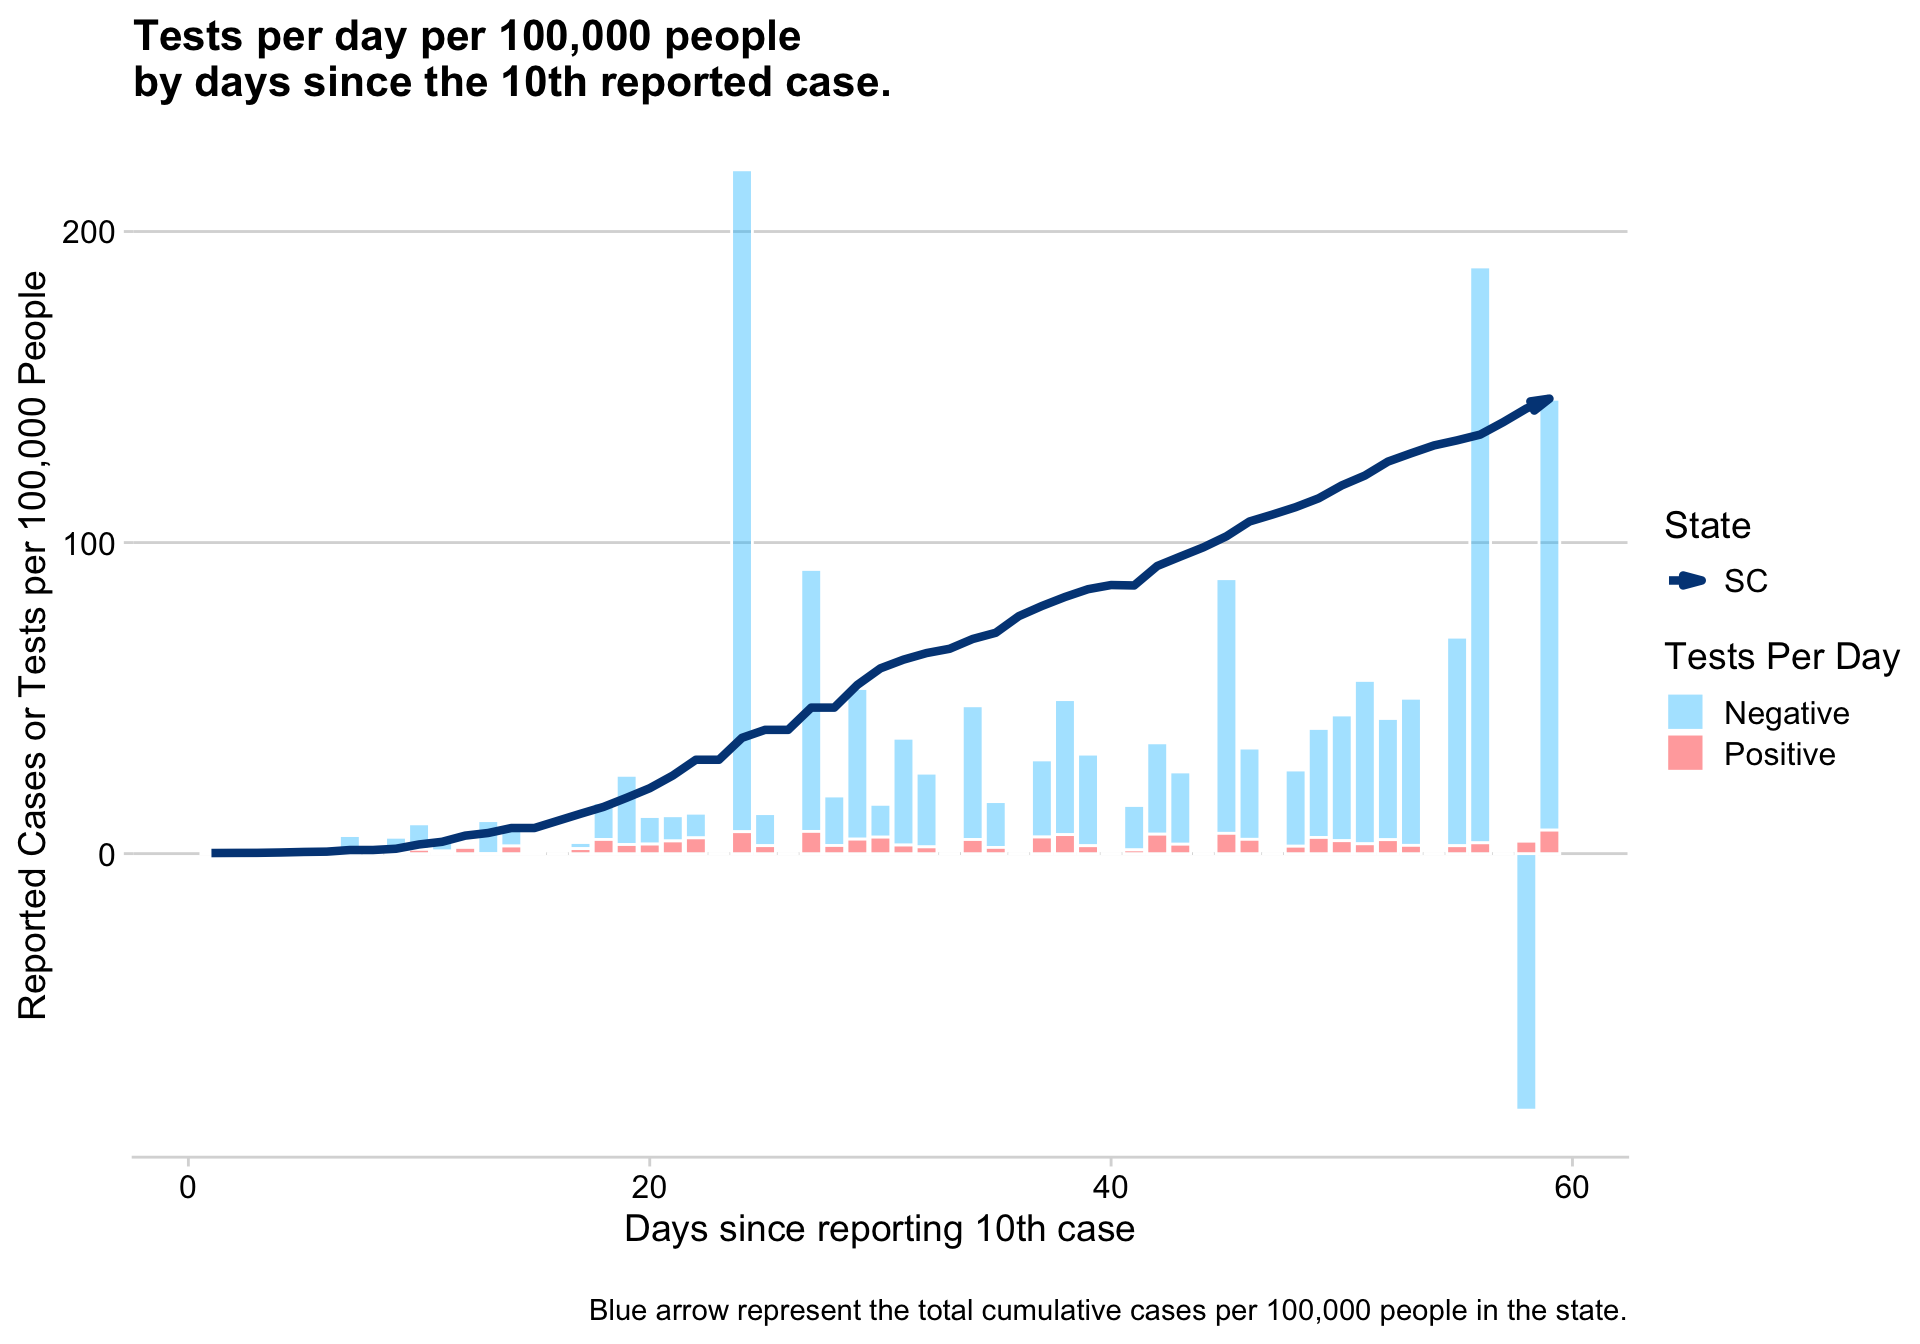 Tests per day per 100,000 people
by days since the 10th reported case.
Reported Cases or Tests per 100,000 People
200
100
0
0
20
40
60
Days since reporting 10th case
State
SC
Tests Per Day
Negative
Positive
Blue arrow represent the total cumulative cases per 100,000 people in the state.